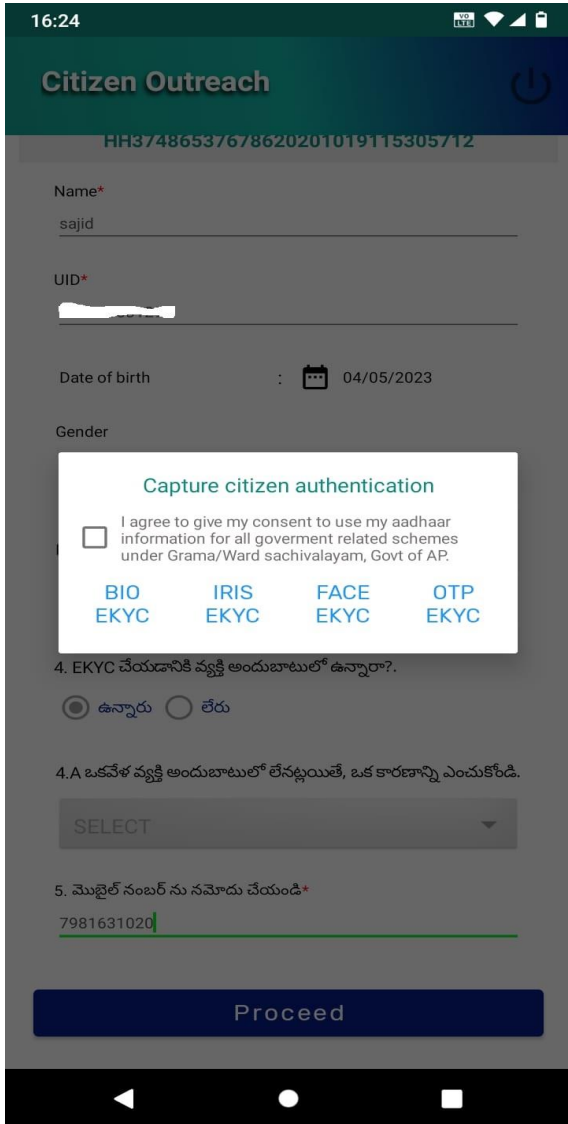 16:24
VO LTE
Citizen Outreach
HH37486537678620201019115305712
Name*
sajid
UID*
Date of birth : 04/05/2023
Gender
Capture citizen authentication
I agree to give my consent to use my aadhaar
information for all goverment related schemes
under Grama/Ward sachivalayam, Govt of AP.
BIO IRIS FACE OTP
EKYC EKYC EKYC EKYC
4. EKYC చేయడానికి వ్యక్తి అందుబాటులో ఉన్నారా?.
ఉన్నారు లేరు
4.A ఒకవేళ వ్యక్తి అందుబాటులో లేనట్లయితే, ఒక కారణాన్ని ఎంచుకోండి.
SELECT
5. మొబైల్ నంబర్ ను నమోదు చేయండి*
7981631020
Proceed